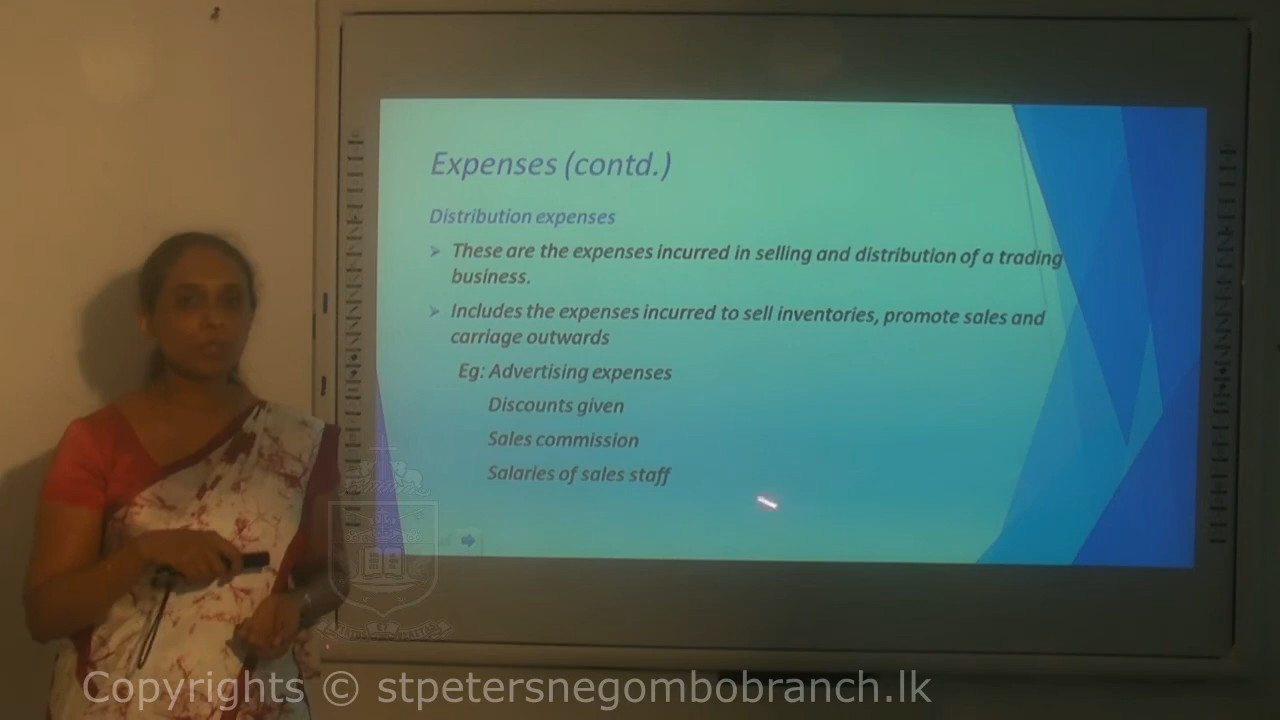 Expenses (contd.)
Distribution expenses
These are the expenses incurred in selling and distribution of a trading
business.
Includes the expenses incurred to sell inventories, promote sales and
carriage outwards
Eg: Advertising expenses
Discounts given
Sales commission
Salaries of sales staff
Copyrights © stpetersnegombobranch.lk